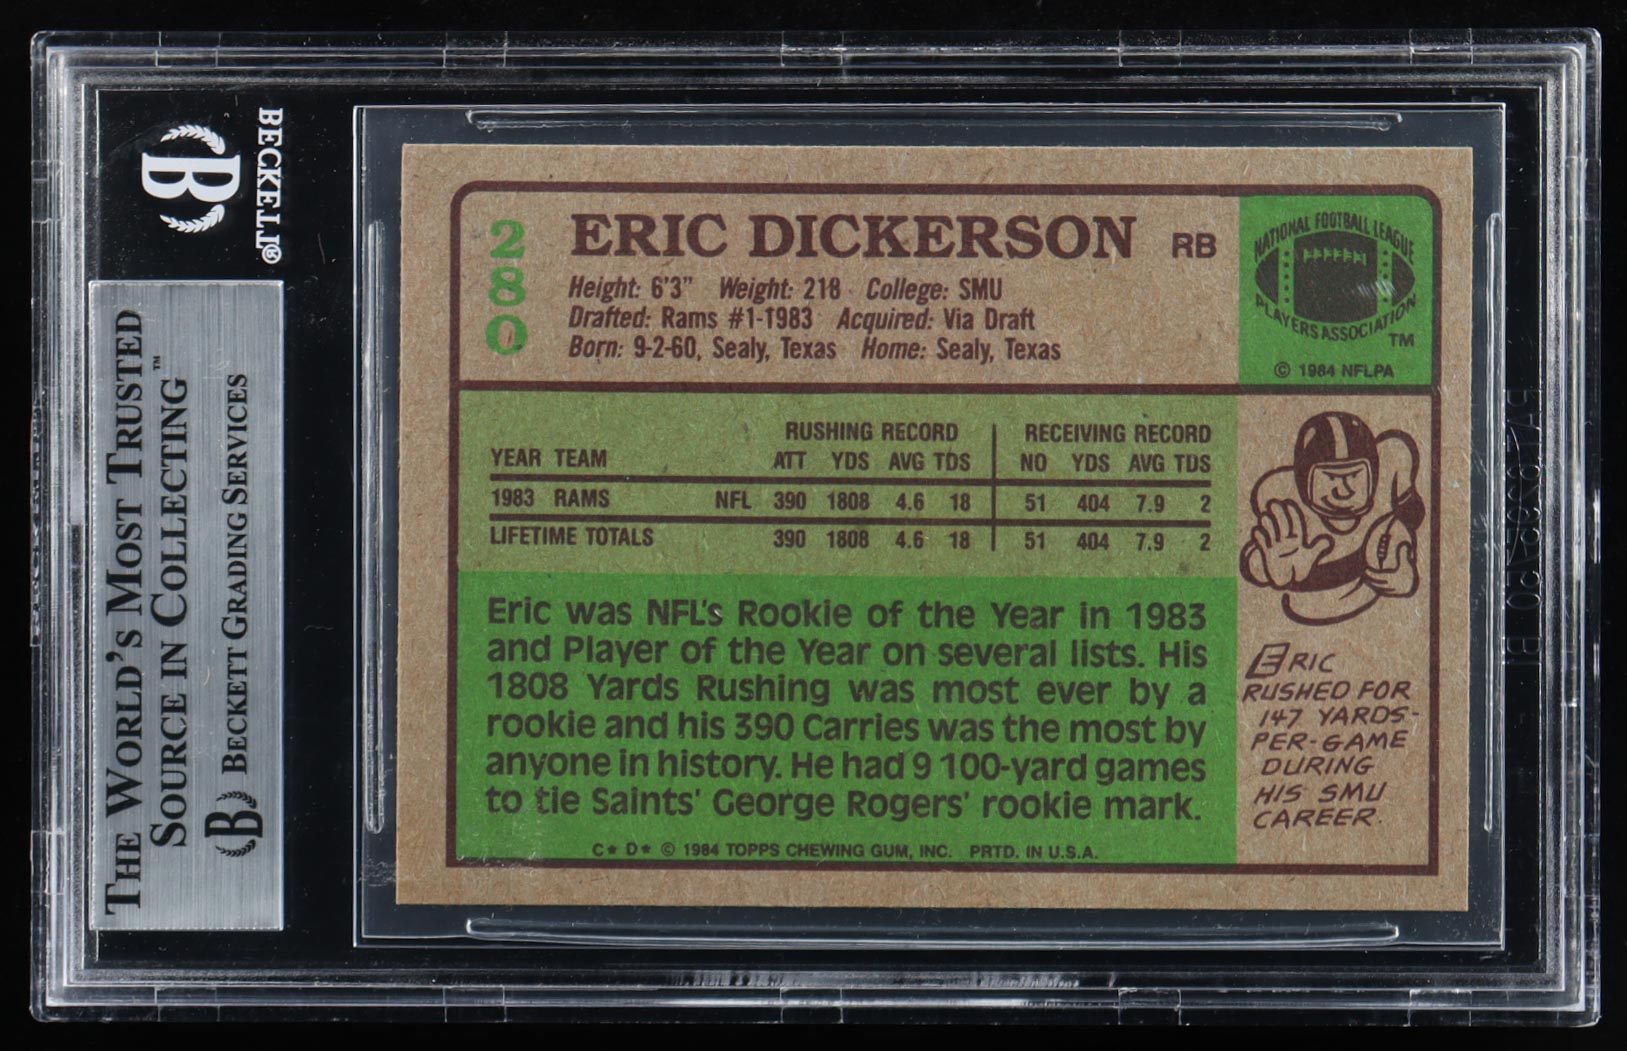 BECKETT®
B
THE WORLD'S MOST TRUSTED
SOURCE IN COLLECTING™
B BECKETT GRADING SERVICES
280
ERIC DICKERSON RB
Height: 6'3" Weight: 218 College: SMU
Drafted: Rams #1-1983 Acquired: Via Draft
Born: 9-2-60, Sealy, Texas Home: Sealy, Texas
NATIONAL FOOTBALL LEAGUE
PLAYERS ASSOCIATION
TM
© 1984 NFLPA
RUSHING RECORD RECEIVING RECORD
YEAR TEAM ATT YDS AVG TDS NO YDS AVG TDS
1983 RAMS NFL 390 1808 4.6 18 51 404 7.9 2
LIFETIME TOTALS 390 1808 4.6 18 51 404 7.9 2
Eric was NFL's Rookie of the Year in 1983
and Player of the Year on several lists. His
1808 Yards Rushing was most ever by a
rookie and his 390 Carries was the most by
anyone in history. He had 9 100-yard games
to tie Saints' George Rogers' rookie mark.
C★ D★ © 1984 TOPPS CHEWING GUM, INC. PRTD. IN U.S.A.
ERIC
RUSHED FOR
147 YARDS-
PER-GAME
DURING
HIS SMU
CAREER.